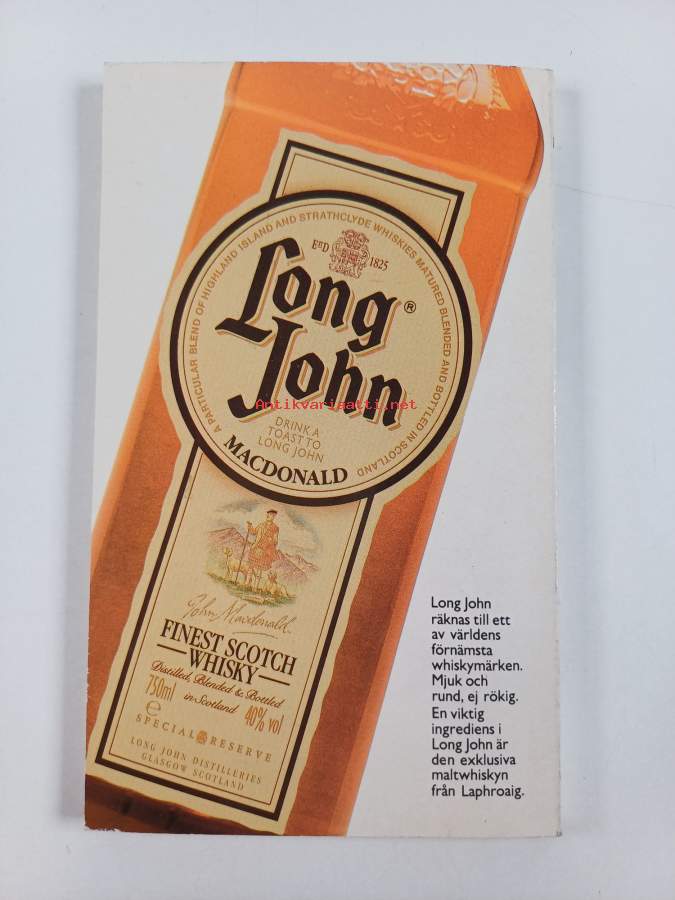 A PARTICULAR BLEND OF HIGHLAND ISLAND AND STRATHCLYDE WHISKIES MATURED BLENDED AND BOTTLED IN SCOTLAND
EST'D 1825
Long®
John
Antikvariaatti.net
DRINK A
TOAST TO
LONG JOHN
MACDONALD
John Macdonald
FINEST SCOTCH
WHISKY
Distilled, Blended & Bottled
in Scotland
750ml 40% vol
e
SPECIAL RESERVE
LONG JOHN DISTILLERIES
GLASGOW SCOTLAND
Long John
räknas till ett
av världens
förnämsta
whiskymärken.
Mjuk och
rund, ej rökig.
En viktig
ingrediens i
Long John är
den exklusiva
maltwhiskyn
från Laphroaig.